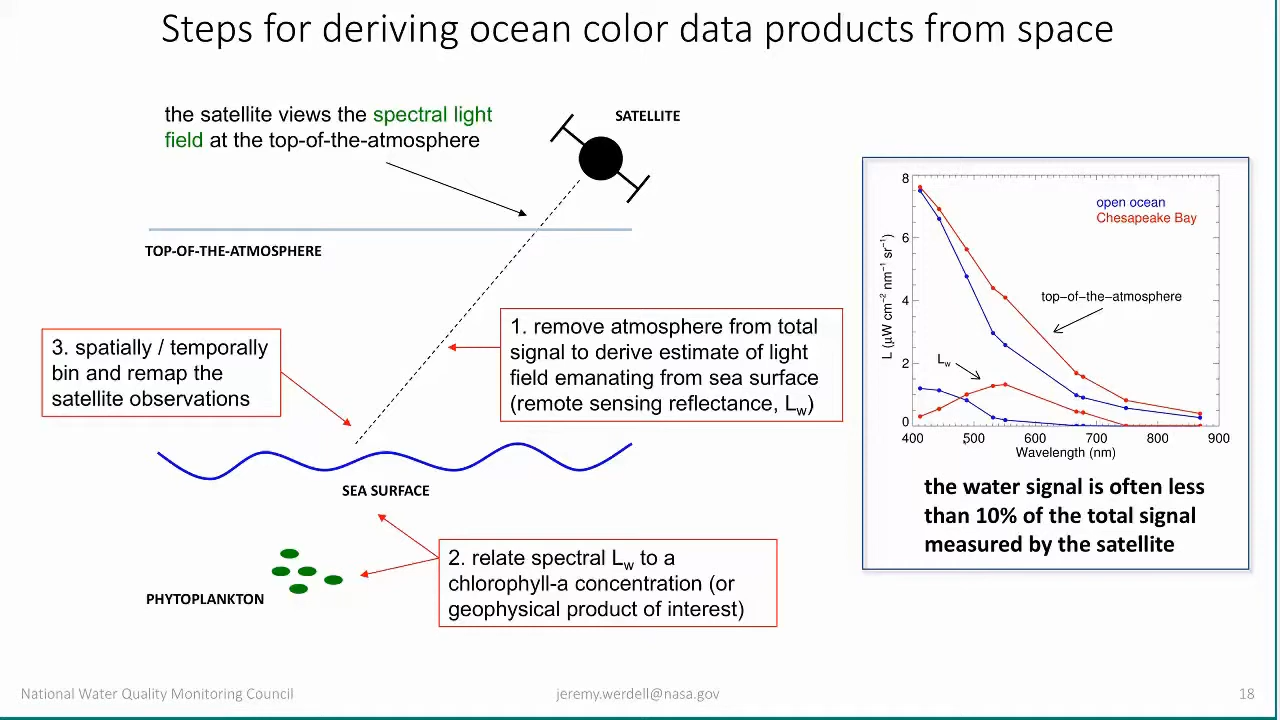 Steps for deriving ocean color data products from space
the satellite views the spectral light
field at the top-of-the-atmosphere
SATELLITE
TOP-OF-THE-ATMOSPHERE
1. remove atmosphere from total
signal to derive estimate of light
field emanating from sea surface
(remote sensing reflectance, Lw)
3. spatially / temporally
bin and remap the
satellite observations
SEA SURFACE
2. relate spectral Lw to a
chlorophyll-a concentration (or
geophysical product of interest)
PHYTOPLANKTON
8
6
4
2
0
L (μW cm⁻² nm⁻¹ sr⁻¹)
open ocean
Chesapeake Bay
top-of-the-atmosphere
Lw
400 500 600 700 800 900
Wavelength (nm)
the water signal is often less
than 10% of the total signal
measured by the satellite
National Water Quality Monitoring Council
jeremy.werdell@nasa.gov
18